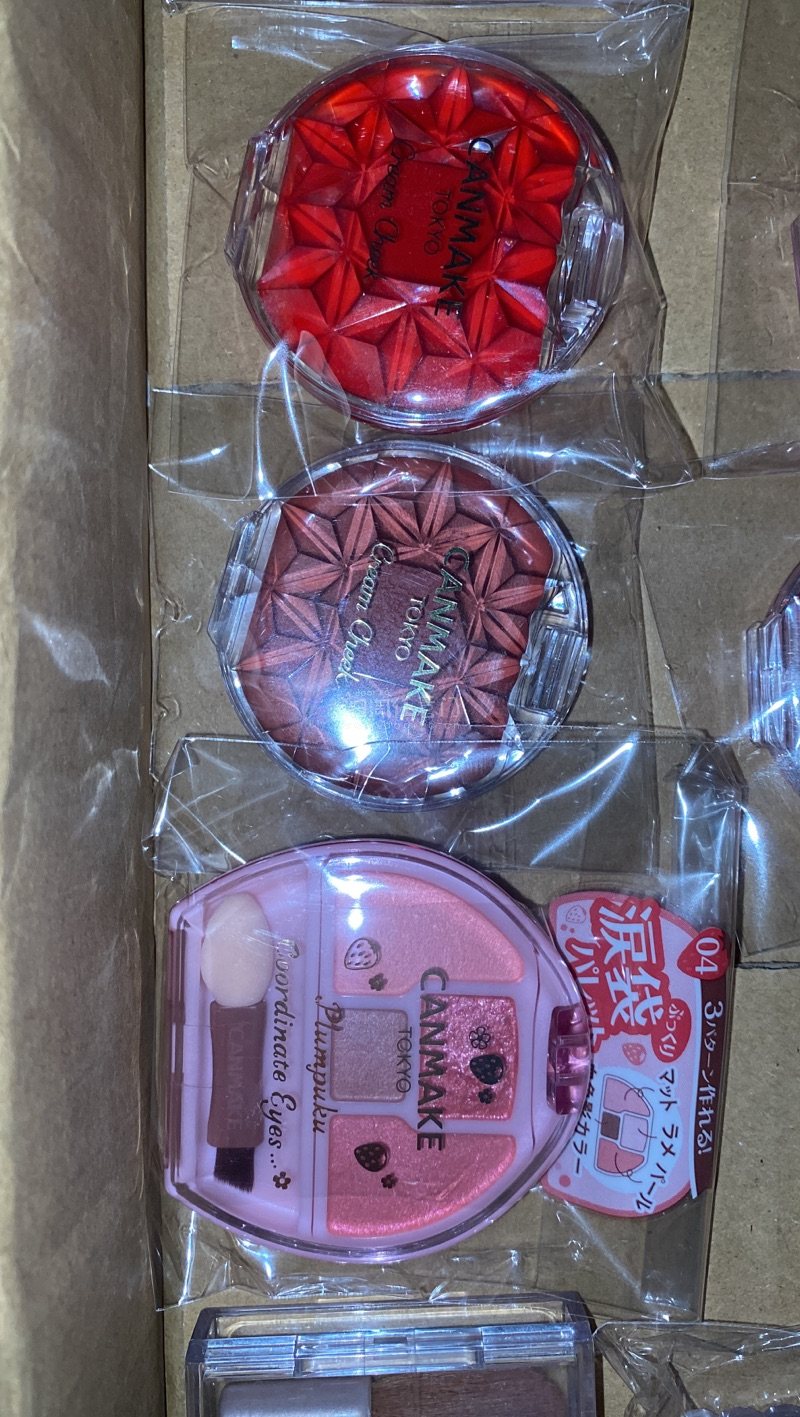 CANMAKE
TOKYO
Cream Cheek
CANMAKE
TOKYO
Cream Cheek
CANMAKE
TOKYO
Plumpuku
Coordinate Eyes...
04
3パターン作れる!
ぷっくり
涙袋
パレット
マット ラメ パール
カラー